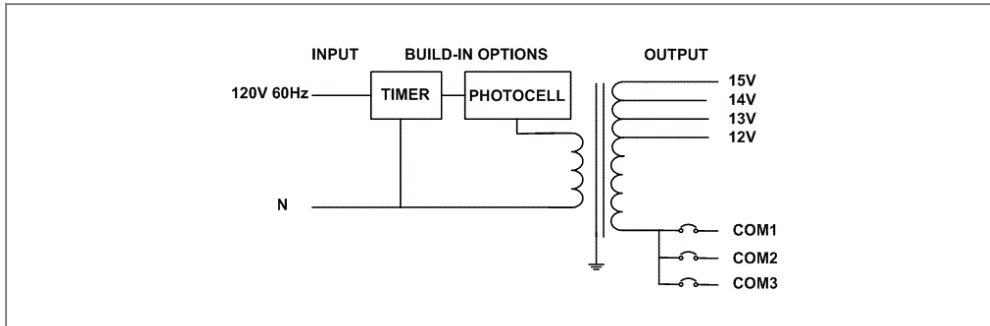 INPUT
BUILD-IN OPTIONS
OUTPUT
120V 60Hz
TIMER
PHOTOCELL
15V
14V
13V
12V
N
COM1
COM2
COM3